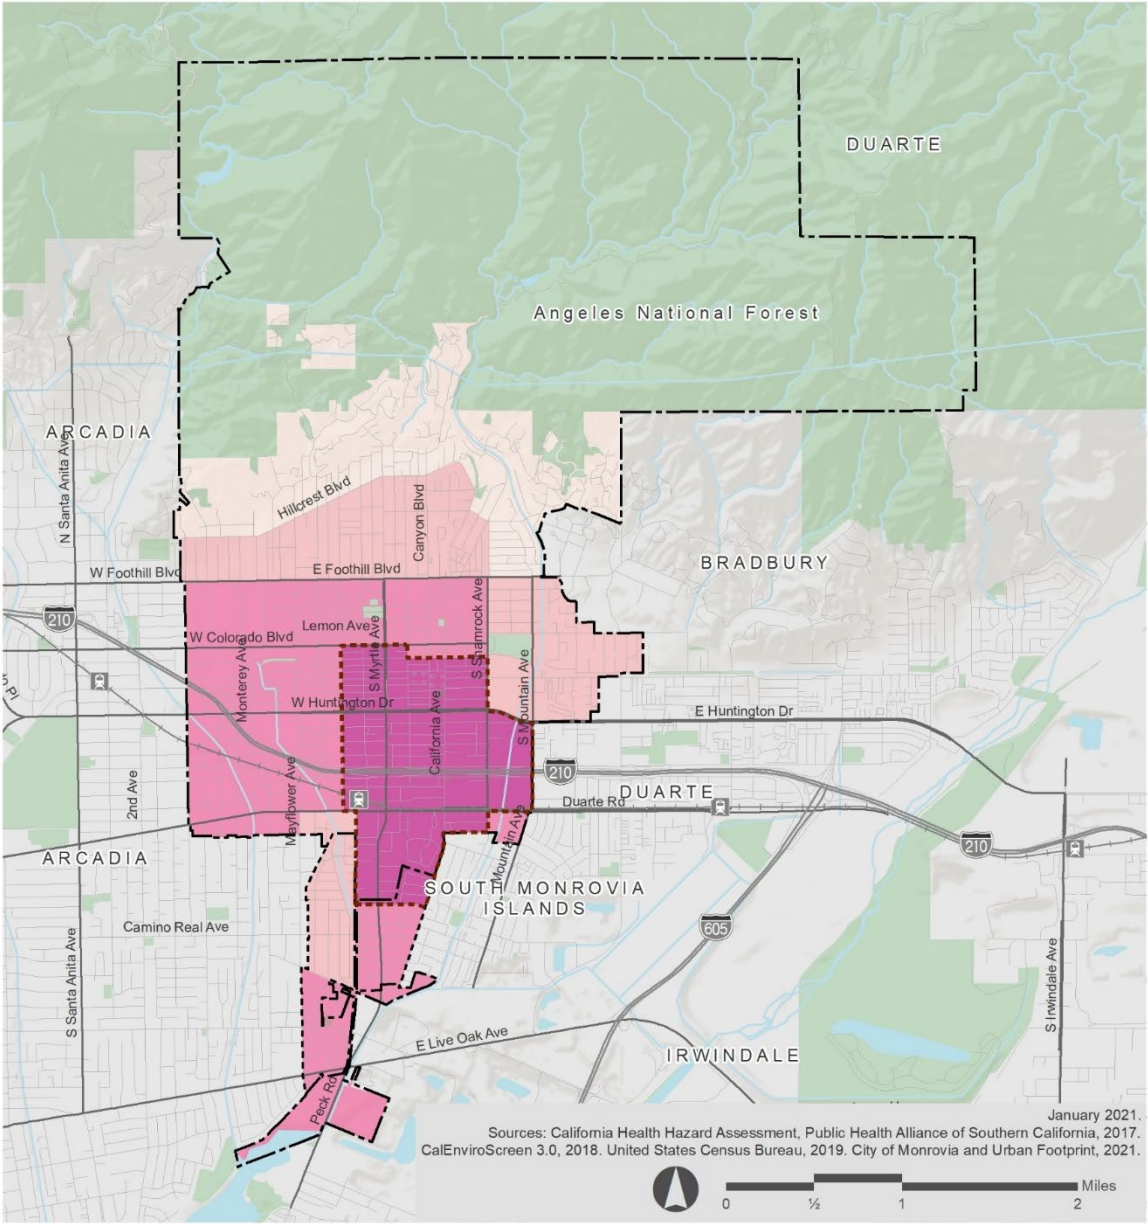 DUARTE
Angeles National Forest
ARCADIA
N Santa Anita Ave
Hillcrest Blvd
Canyon Blvd
BRADBURY
W Foothill Blvd
E Foothill Blvd
210
Lemon Ave
W Colorado Blvd
S Myrtle Ave
S Shamrock Ave
Monterey Ave
S Mountain Ave
W Huntington Dr
California Ave
E Huntington Dr
210
2nd Ave
Mayflower Ave
DUARTE
Duarte Rd
210
ARCADIA
S Mountain Ave
SOUTH MONROVIA
ISLANDS
Camino Real Ave
605
S Santa Anita Ave
S Irwindale Ave
E Live Oak Ave
IRWINDALE
Peck Rd
January 2021.
Sources: California Health Hazard Assessment, Public Health Alliance of Southern California, 2017.
CalEnviroScreen 3.0, 2018. United States Census Bureau, 2019. City of Monrovia and Urban Footprint, 2021.
Miles
0 ½ 1 2